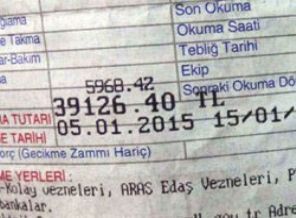 Son Okuma
Okuma Saati
Takma
Tebliğ Tarihi
ar-Bakım
Ekip
5968.42
Sonraki Okuma Dö
A TUTARI 39126.40 TL
E TARİHİ 05.01.2015 15/01/
orç (Gecikme Zammı Hariç)
ME YERLERİ :
-Kolay vezneleri, ARAS Edaş Vezneleri, P
bankalar.